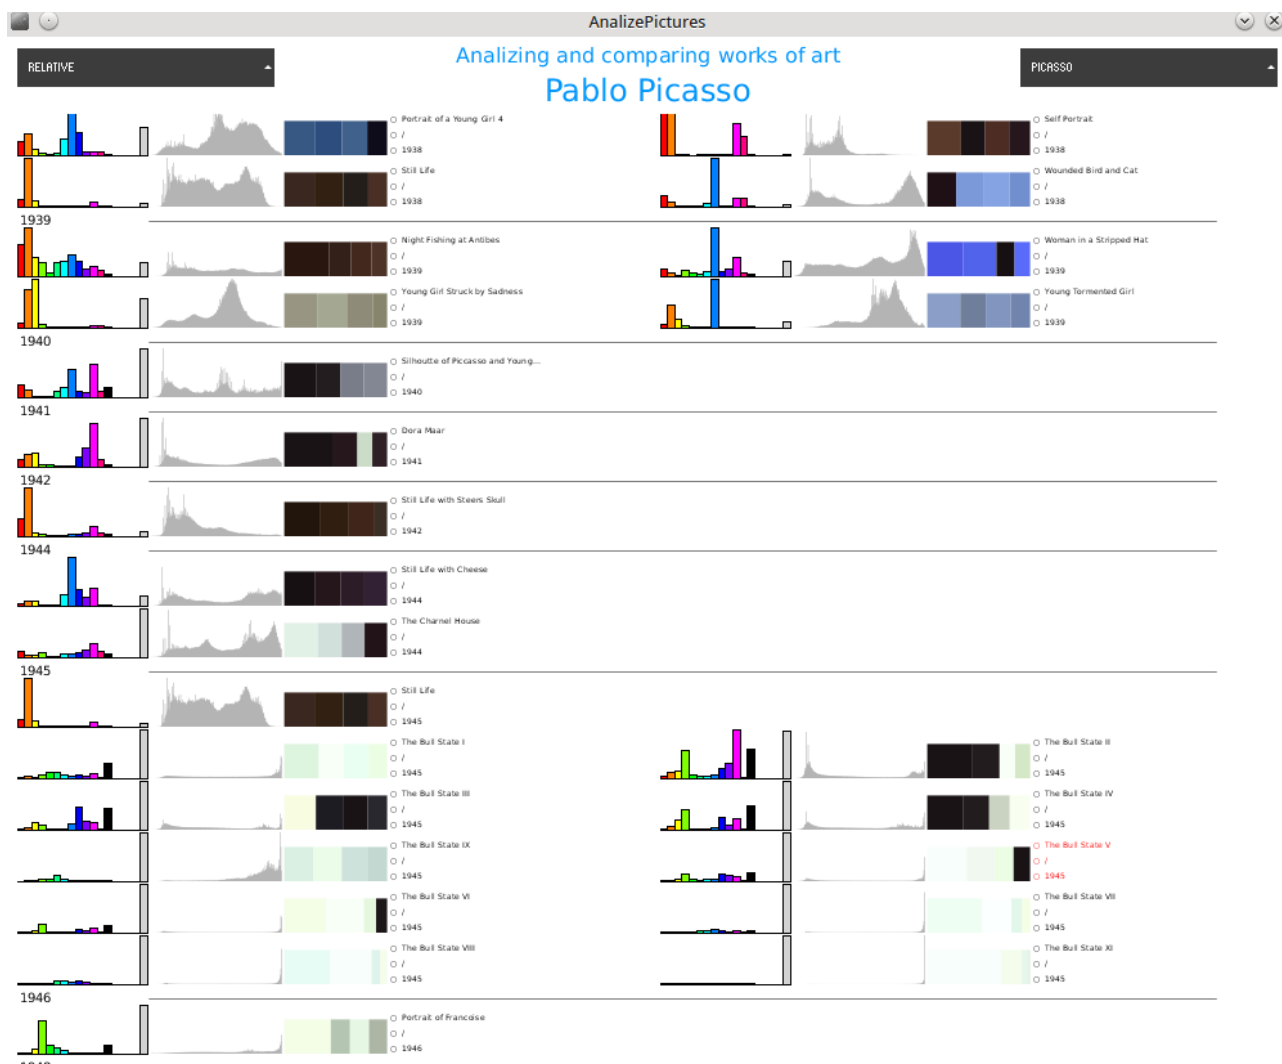 AnalizePictures
RELATIVE
Analizing and comparing works of art
PICASSO
Pablo Picasso
Portrait of a Young Girl 4
/
1938
Self Portrait
/
1938
Still Life
/
1938
Wounded Bird and Cat
/
1938
1939
Night Fishing at Antibes
/
1939
Woman in a Stripped Hat
/
1939
Young Girl Struck by Sadness
/
1939
Young Tormented Girl
/
1939
1940
Silhoutte of Piccasso and Young...
/
1940
1941
Dora Maar
/
1941
1942
Still Life with Steers Skull
/
1942
1944
Still Life with Cheese
/
1944
The Charnel House
/
1944
1945
Still Life
/
1945
The Bull State I
/
1945
The Bull State II
/
1945
The Bull State III
/
1945
The Bull State IV
/
1945
The Bull State IX
/
1945
The Bull State V
/
1945
The Bull State VI
/
1945
The Bull State VII
/
1945
The Bull State VIII
/
1945
The Bull State XI
/
1945
1946
Portrait of Francoise
/
1946